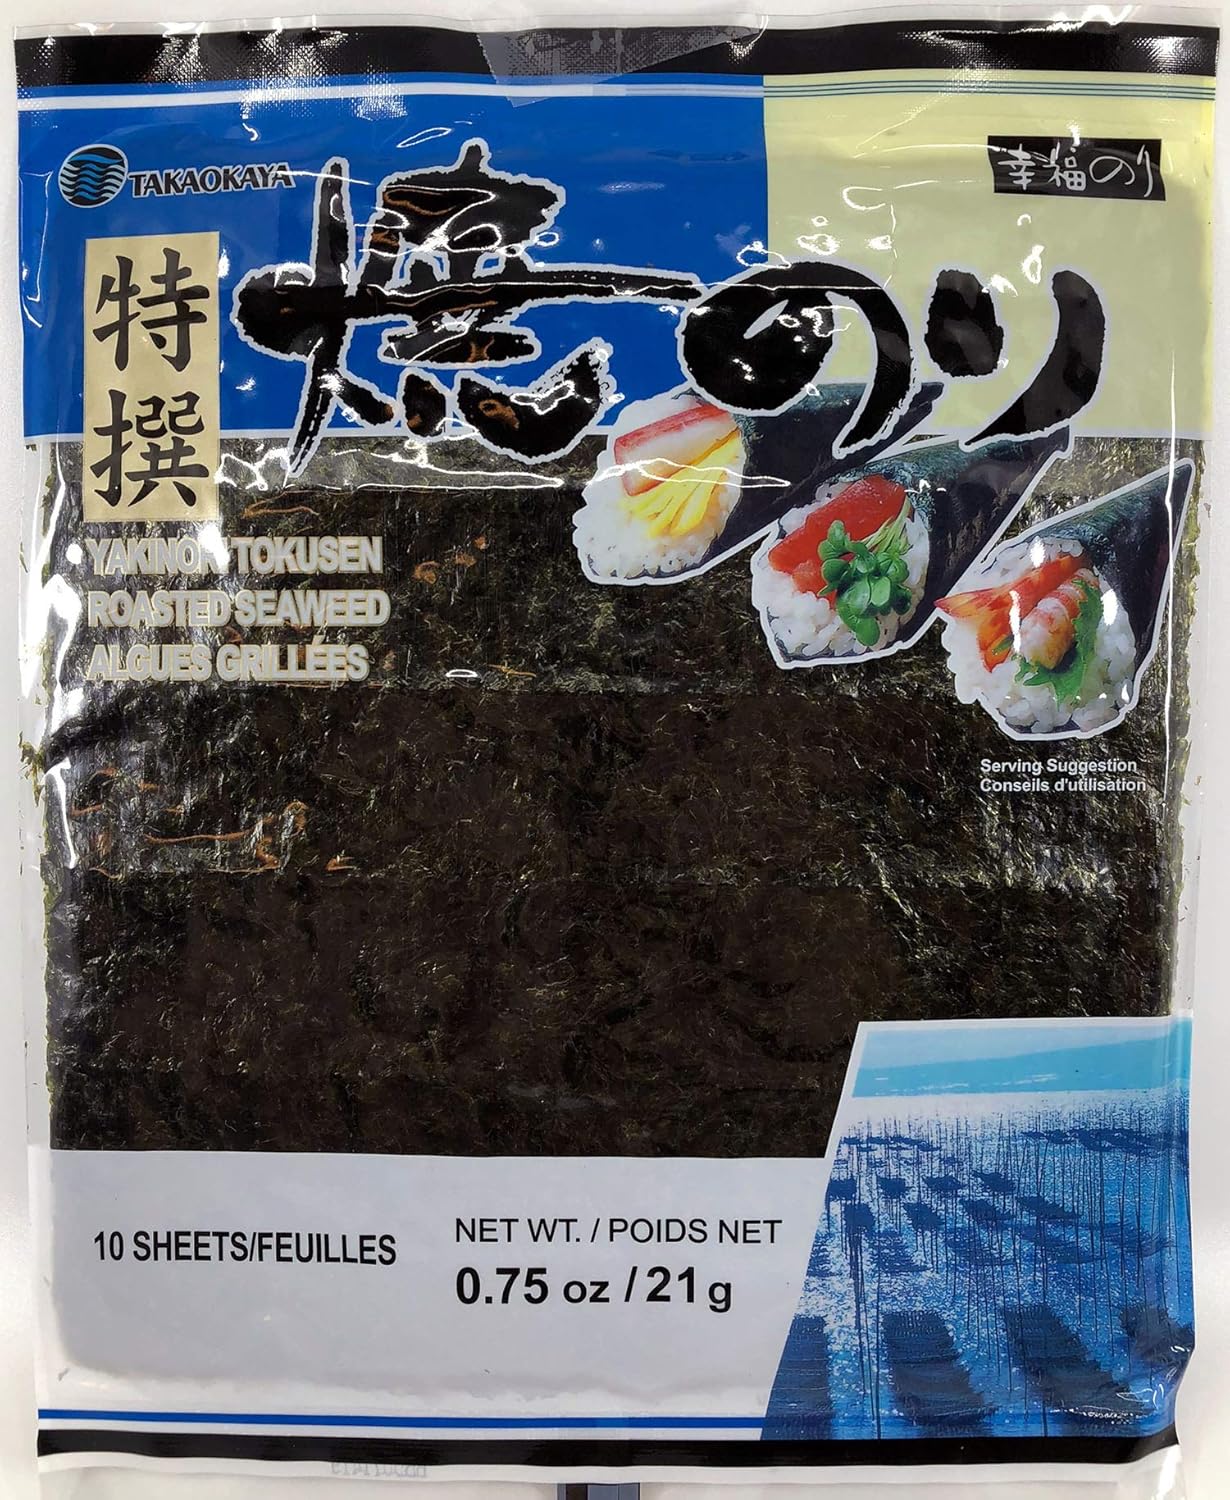 TAKAOKAYA
幸福のり
焼のり
特撰
YAKINORI TOKUSEN
ROASTED SEAWEED
ALGUES GRILLÉES
Serving Suggestion
Conseils d'utilisation
10 SHEETS/FEUILLES
NET WT. / POIDS NET
0.75 oz / 21 g